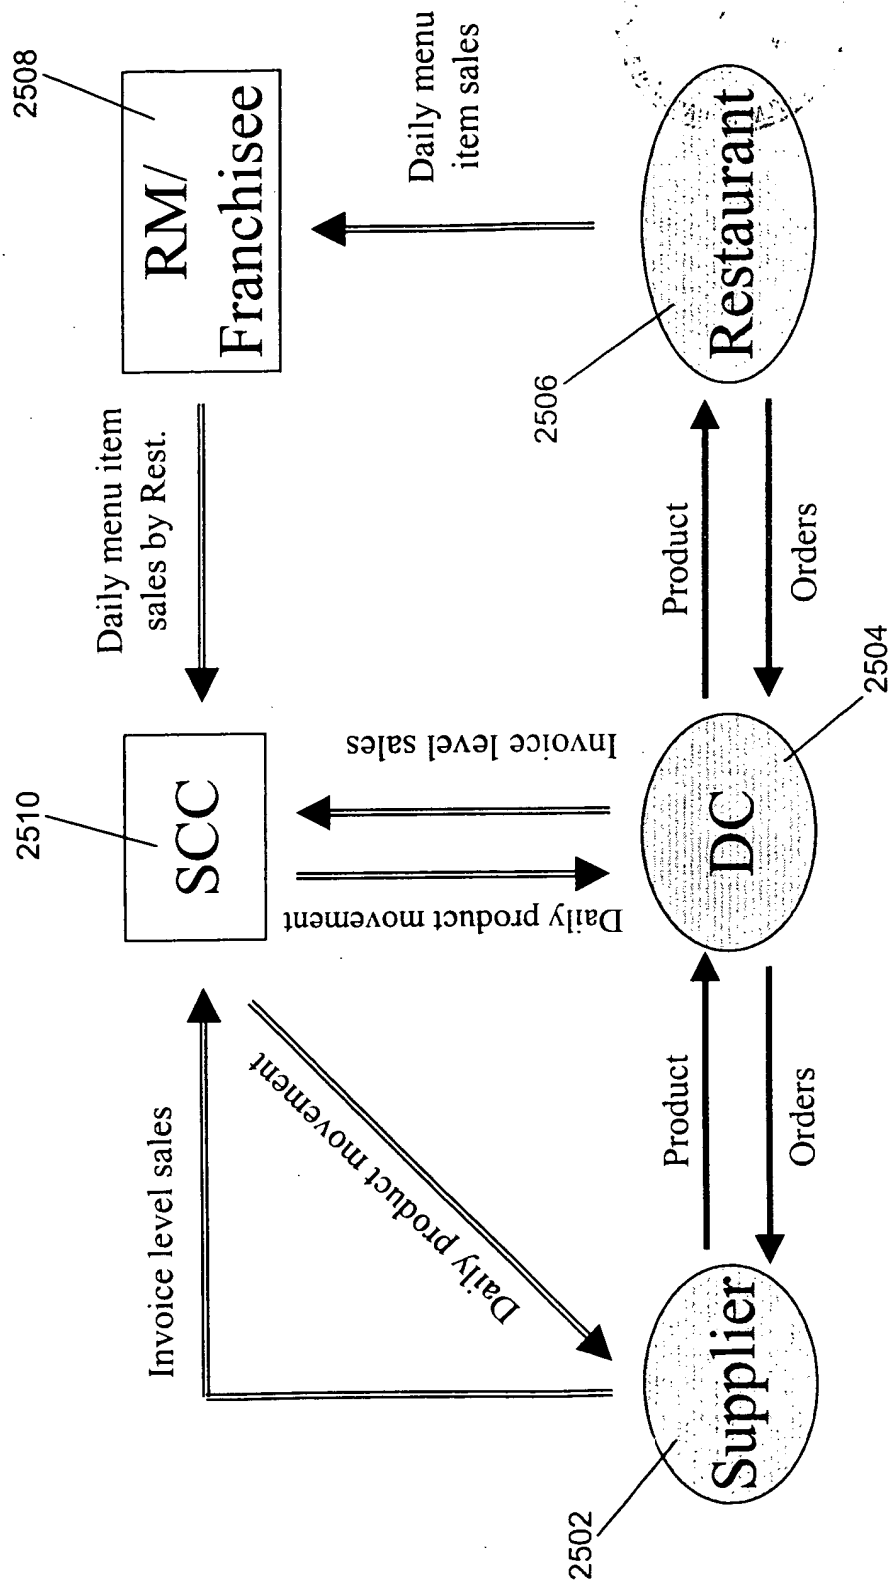 2510
2508
SCC
RM/
Franchisee
Daily menu item
sales by Rest.
Daily menu
item sales
Invoice level sales
Daily product movement
Daily product movement
Invoice level sales
2506
Product
Product
Supplier
DC
Restaurant
Orders
Orders
2502
2504